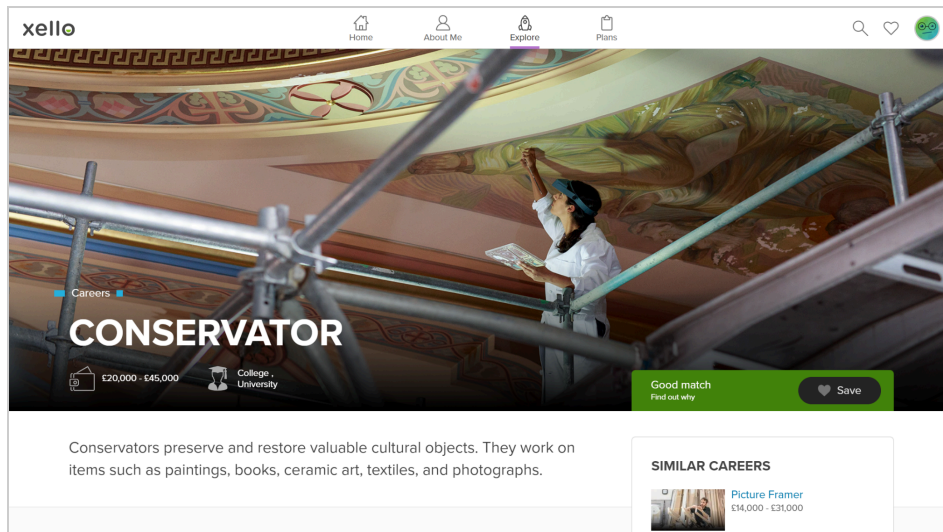 xello
Home
About Me
Explore
Plans
Careers
CONSERVATOR
£20,000 - £45,000
College ,
University
Good match
Find out why
Save
Conservators preserve and restore valuable cultural objects. They work on
items such as paintings, books, ceramic art, textiles, and photographs.
SIMILAR CAREERS
Picture Framer
£14,000 - £31,000